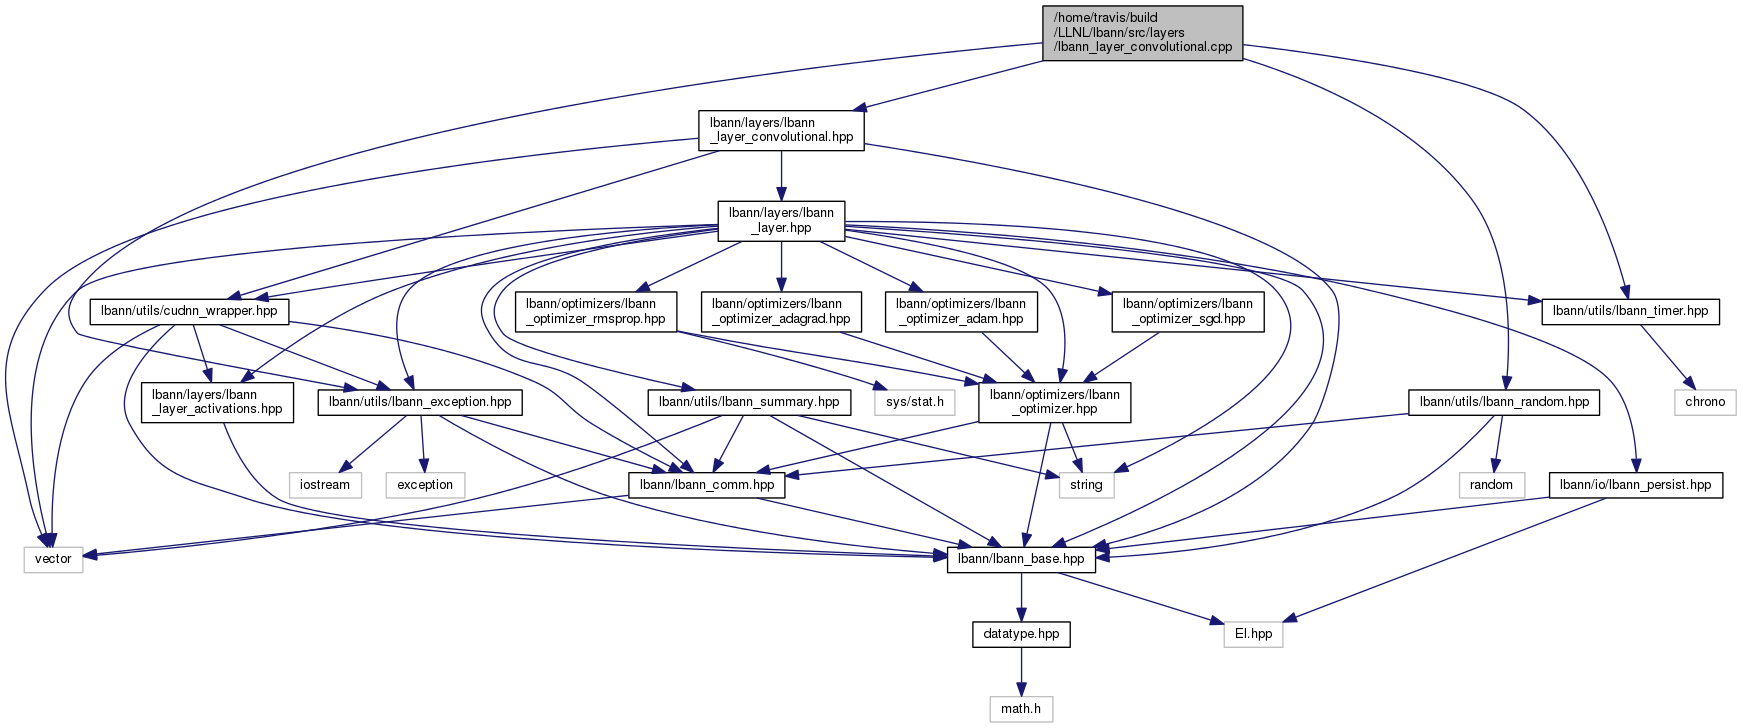 /home/travis/build
/LLNL/lbann/src/layers
/lbann_layer_convolutional.cpp
lbann/layers/lbann
_layer_convolutional.hpp
lbann/layers/lbann
_layer.hpp
lbann/utils/cudnn_wrapper.hpp
lbann/optimizers/lbann
_optimizer_rmsprop.hpp
lbann/optimizers/lbann
_optimizer_adagrad.hpp
lbann/optimizers/lbann
_optimizer_adam.hpp
lbann/optimizers/lbann
_optimizer_sgd.hpp
lbann/utils/lbann_timer.hpp
lbann/layers/lbann
_layer_activations.hpp
lbann/utils/lbann_exception.hpp
lbann/utils/lbann_summary.hpp
sys/stat.h
lbann/optimizers/lbann
_optimizer.hpp
lbann/utils/lbann_random.hpp
chrono
iostream
exception
lbann/lbann_comm.hpp
string
random
lbann/io/lbann_persist.hpp
vector
lbann/lbann_base.hpp
datatype.hpp
El.hpp
math.h